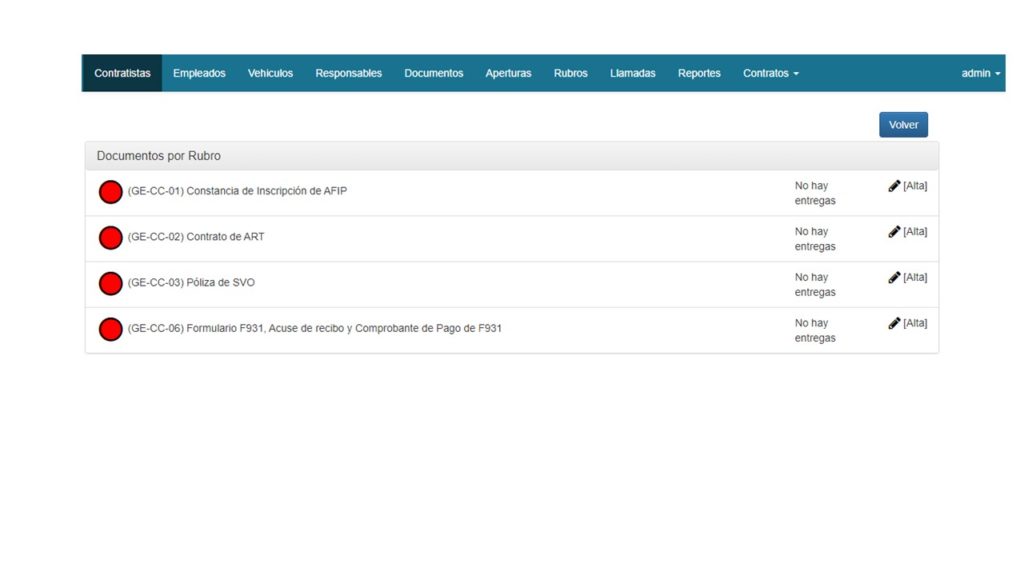 Contratistas Empleados Vehículos Responsables Documentos Aperturas Rubros Llamadas Reportes Contratos admin
Volver
Documentos por Rubro
(GE-CC-01) Constancia de Inscripción de AFIP No hay entregas [Alta]
(GE-CC-02) Contrato de ART No hay entregas [Alta]
(GE-CC-03) Póliza de SVO No hay entregas [Alta]
(GE-CC-06) Formulario F931, Acuse de recibo y Comprobante de Pago de F931 No hay entregas [Alta]